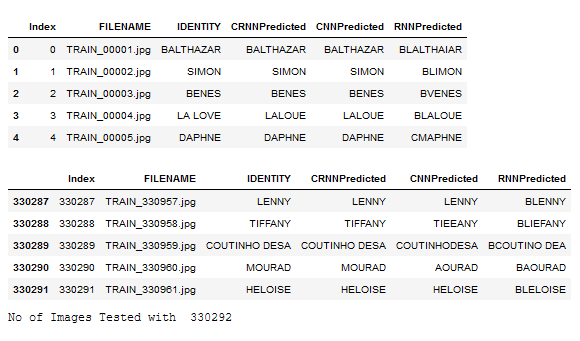 Index FILENAME IDENTITY CRNNPredicted CNNPredicted RNNPredicted
0 0 TRAIN_00001.jpg BALTHAZAR BALTHAZAR BALTHAZAR BLALTHAIAR
1 1 TRAIN_00002.jpg SIMON SIMON SIMON BLIMON
2 2 TRAIN_00003.jpg BENES BENES BENES BVENES
3 3 TRAIN_00004.jpg LA LOVE LALOUE LALOUE BLALOUE
4 4 TRAIN_00005.jpg DAPHNE DAPHNE DAPHNE CMAPHNE
Index FILENAME IDENTITY CRNNPredicted CNNPredicted RNNPredicted
330287 330287 TRAIN_330957.jpg LENNY LENNY LENNY BLENNY
330288 330288 TRAIN_330958.jpg TIFFANY TIFFANY TIEEANY BLIEFANY
330289 330289 TRAIN_330959.jpg COUTINHO DESA COUTINHO DESA COUTINHODESA BCOUTINO DEA
330290 330290 TRAIN_330960.jpg MOURAD MOURAD AOURAD BAOURAD
330291 330291 TRAIN_330961.jpg HELOISE HELOISE HELOISE BLELOISE
No of Images Tested with 330292